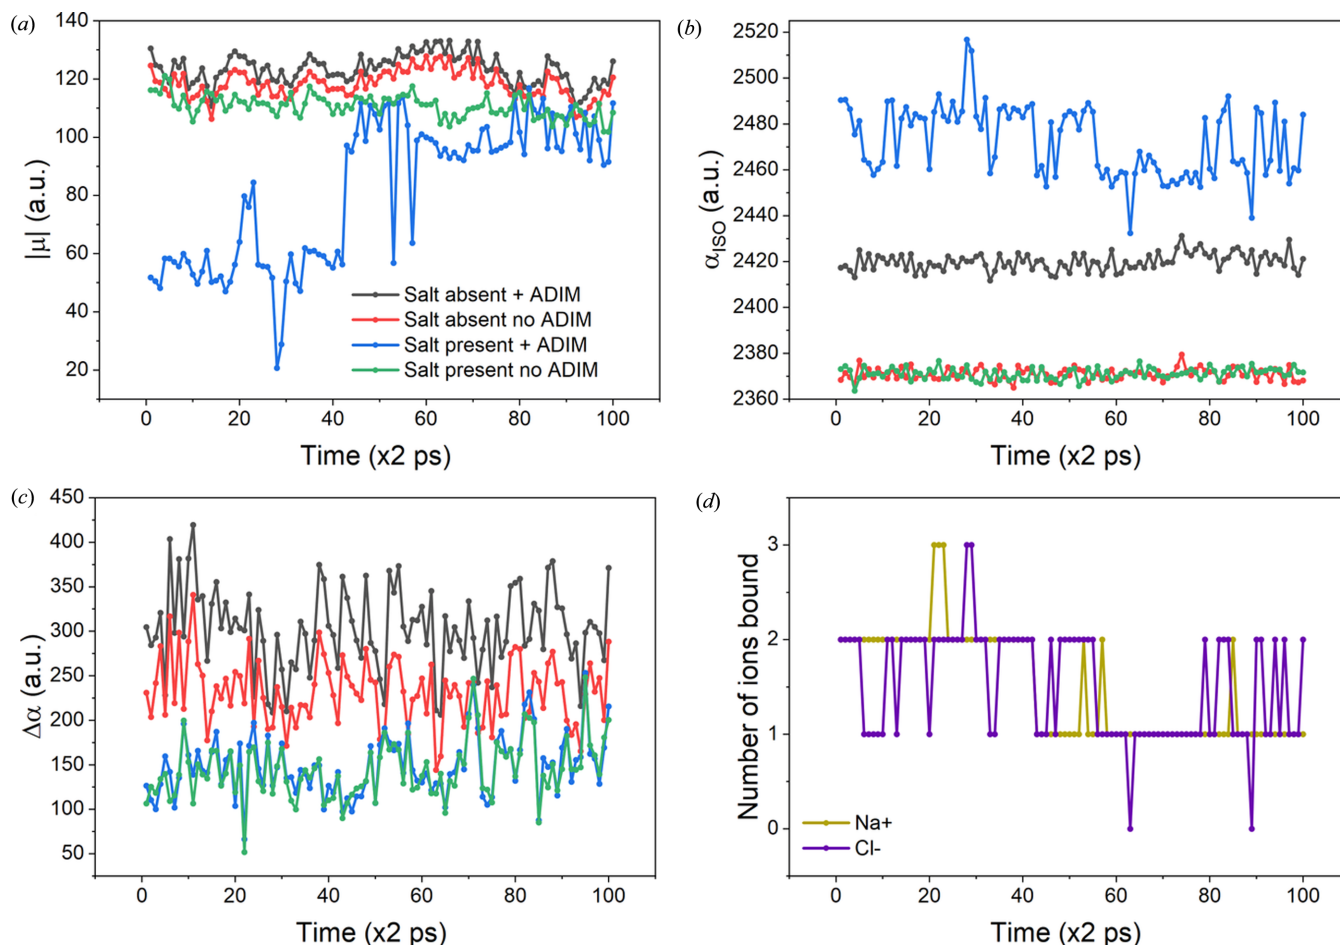 (a)
140
120
100
80
60
40
20
|μ| (a.u.)
0 20 40 60 80 100
Time (x2 ps)
Salt absent + ADIM
Salt absent no ADIM
Salt present + ADIM
Salt present no ADIM
(b)
2520
2500
2480
2460
2440
2420
2400
2380
2360
αISO (a.u.)
0 20 40 60 80 100
Time (x2 ps)
(c)
450
400
350
300
250
200
150
100
50
Δα (a.u.)
0 20 40 60 80 100
Time (x2 ps)
(d)
3
2
1
0
Number of ions bound
Na+
Cl-
0 20 40 60 80 100
Time (x2 ps)